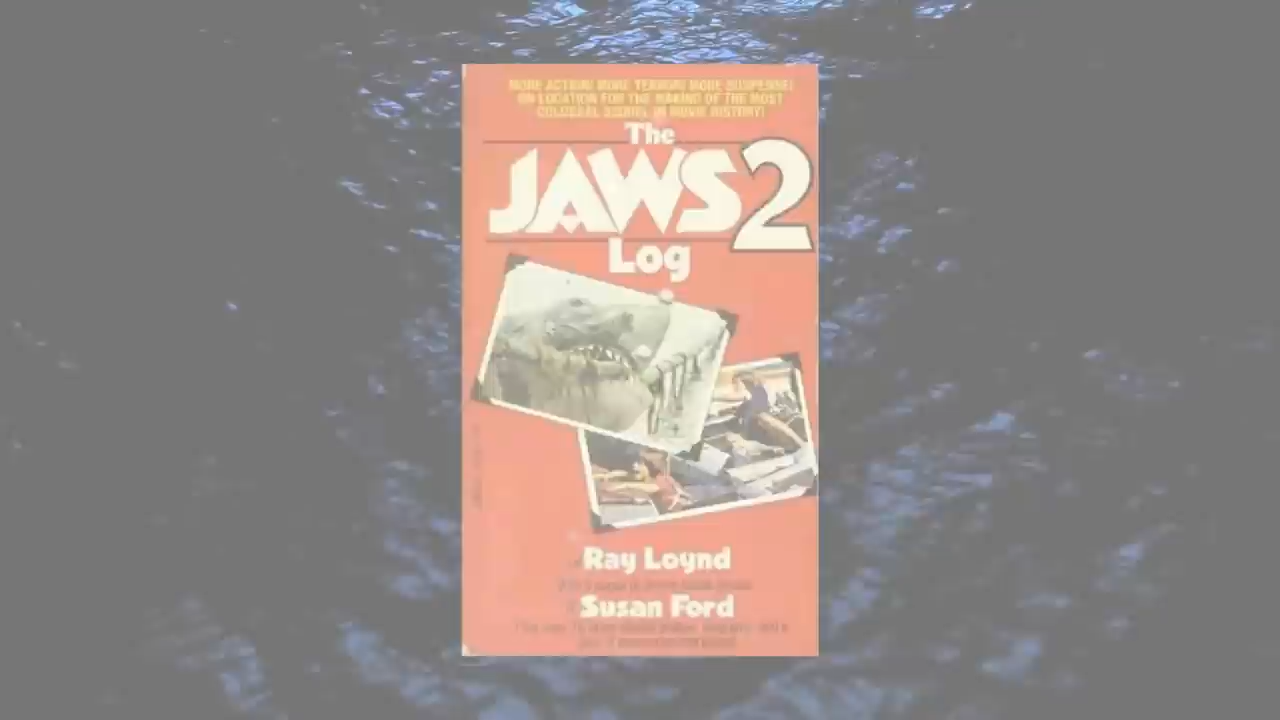 MORE ACTION! MORE TERROR! MORE SUSPENSE!
ON LOCATION FOR THE MAKING OF THE MOST
COLOSSAL SEQUEL IN MOVIE HISTORY!
The
JAWS 2
Log
Ray Loynd
Susan Ford